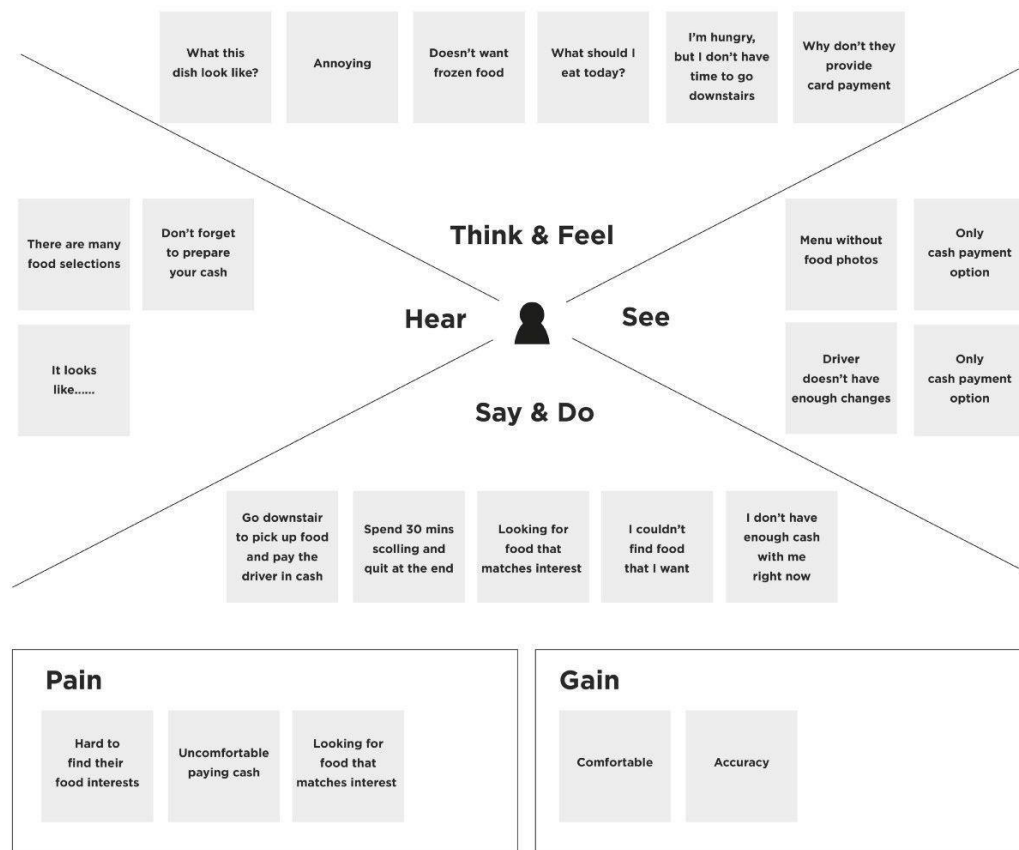 What this
dish look like?
Annoying
Doesn't want
frozen food
What should I
eat today?
I'm hungry,
but I don't have
time to go
downstairs
Why don't they
provide
card payment
Think & Feel
There are many
food selections
Don't forget
to prepare
your cash
It looks
like......
Hear
See
Menu without
food photos
Only
cash payment
option
Driver
doesn't have
enough changes
Only
cash payment
option
Say & Do
Go downstair
to pick up food
and pay the
driver in cash
Spend 30 mins
scolling and
quit at the end
Looking for
food that
matches interest
I couldn't
find food
that I want
I don't have
enough cash
with me
right now
Pain
Hard to
find their
food interests
Uncomfortable
paying cash
Looking for
food that
matches interest
Gain
Comfortable
Accuracy